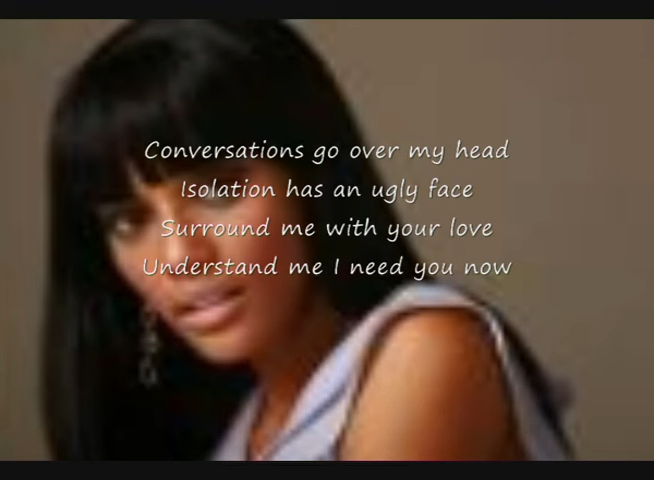 Conversations go over my head
Isolation has an ugly face
Surround me with your love
Understand me I need you now